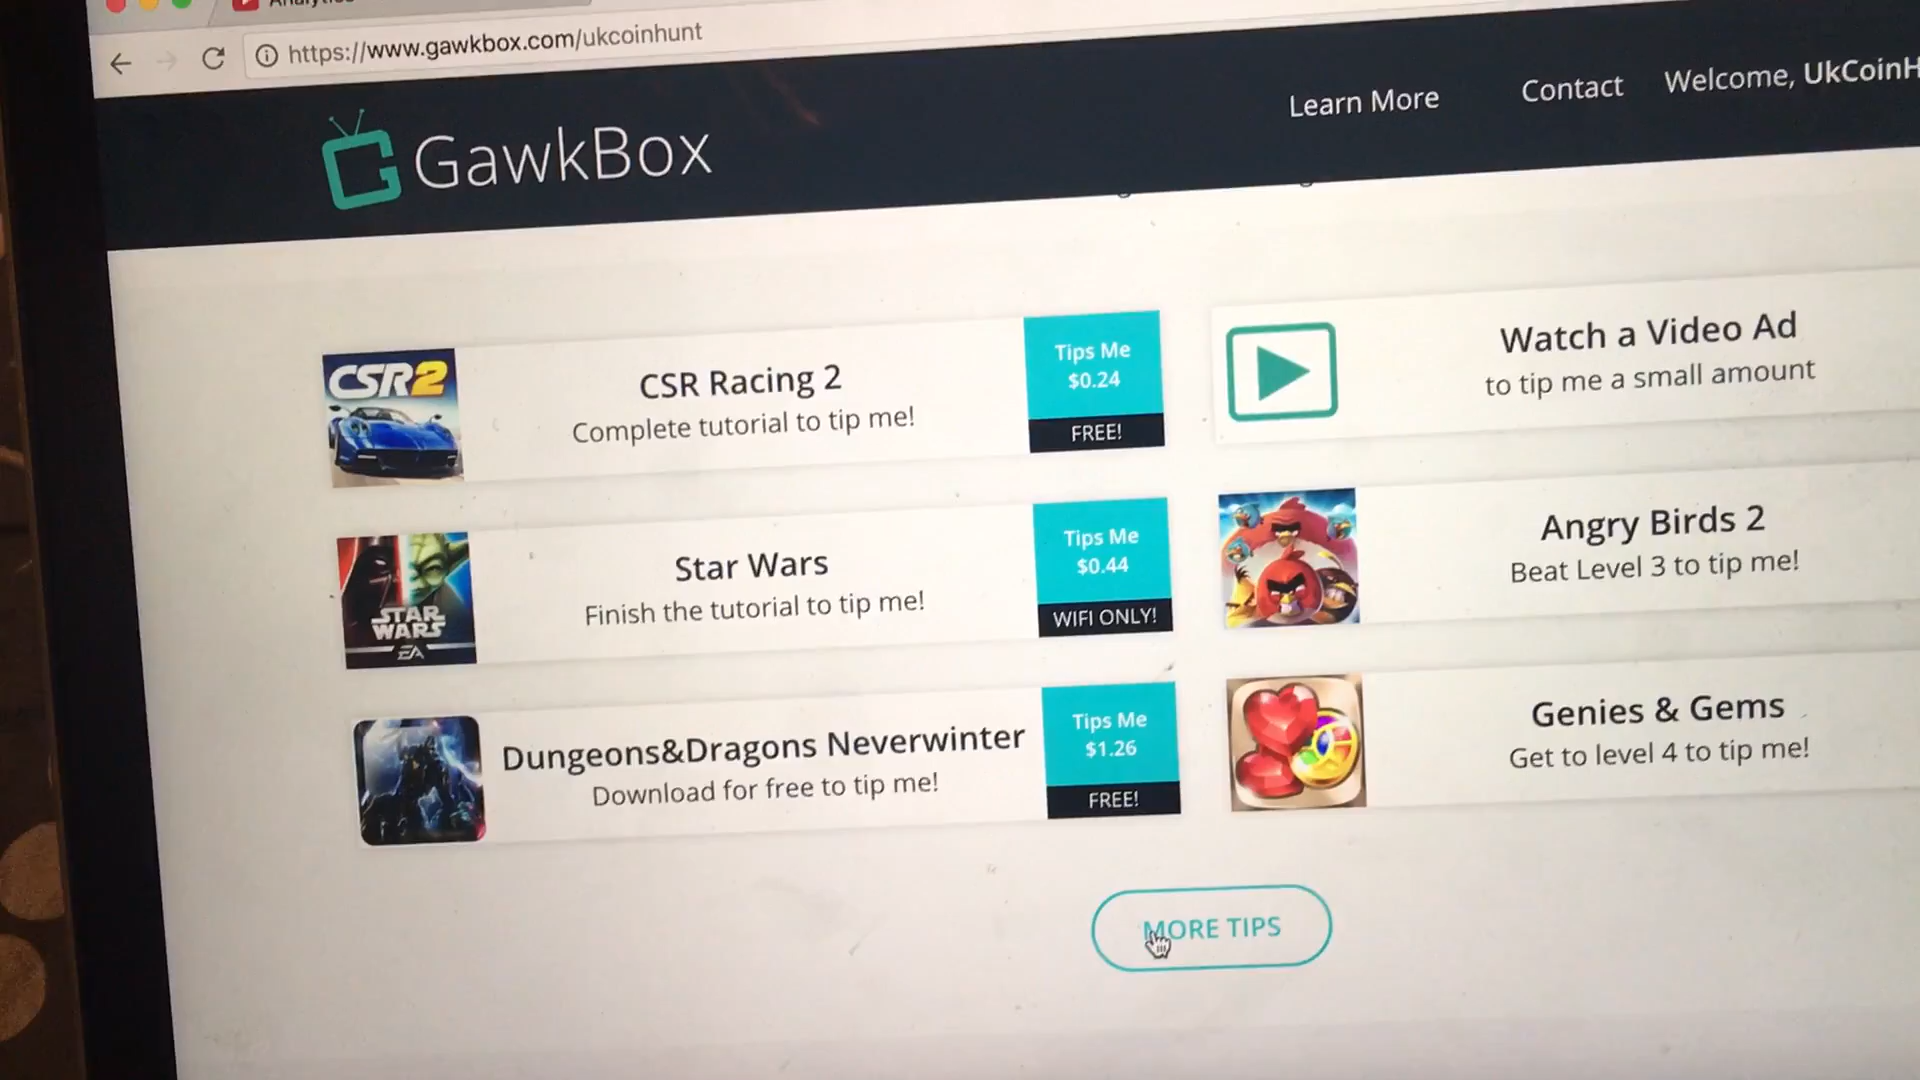 https://www.gawkbox.com/ukcoinhunt
GawkBox
Learn More
Contact
Welcome, UkCoinH
CSR2
CSR Racing 2
Complete tutorial to tip me!
Tips Me
$0.24
FREE!
Watch a Video Ad
to tip me a small amount
STAR
WARS
EA
Star Wars
Finish the tutorial to tip me!
Tips Me
$0.44
WIFI ONLY!
Angry Birds 2
Beat Level 3 to tip me!
Dungeons&Dragons Neverwinter
Download for free to tip me!
Tips Me
$1.26
FREE!
Genies & Gems
Get to level 4 to tip me!
MORE TIPS